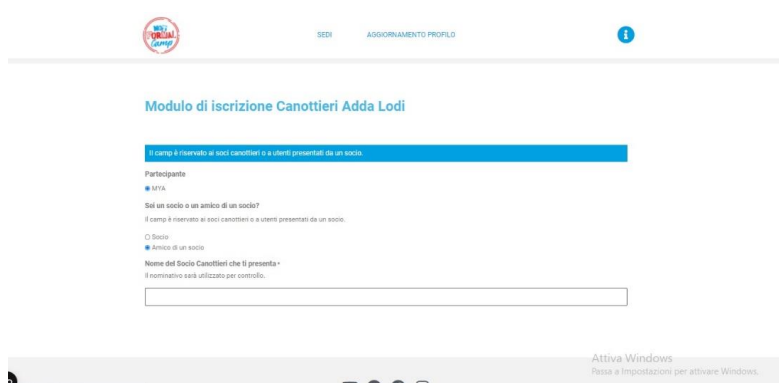 Camp
SEDI
AGGIORNAMENTO PROFILO
i
Modulo di iscrizione Canottieri Adda Lodi
Il camp è riservato ai soci canottieri o a utenti presentati da un socio.
Partecipante
MYA
Sei un socio o un amico di un socio?
Il camp è riservato ai soci canottieri o a utenti presentati da un socio.
Socio
Amico di un socio
Nome del Socio Canottieri che ti presenta *
Il nominativo sarà utilizzato per controllo.
Attiva Windows
Passa a Impostazioni per attivare Windows.